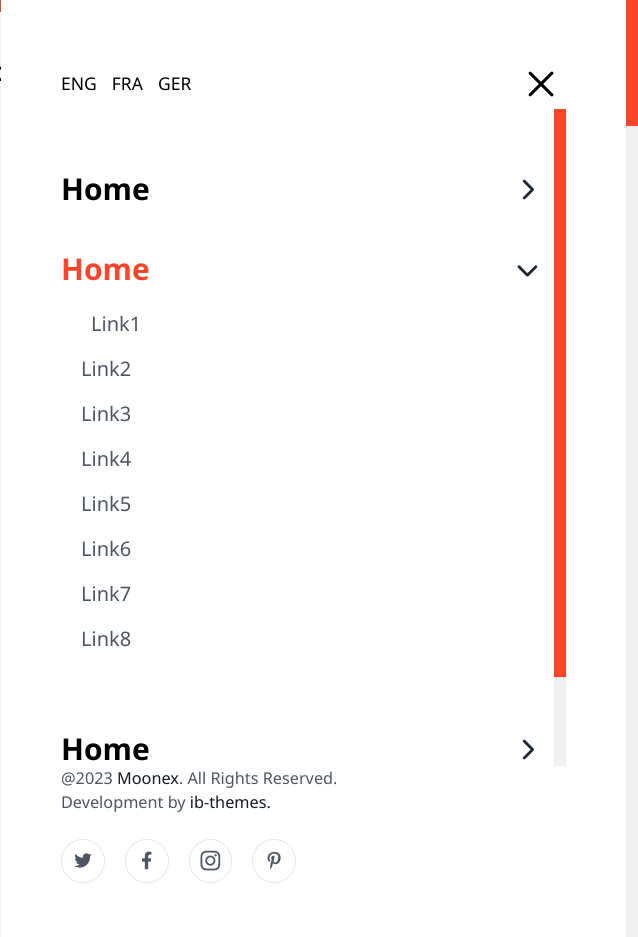 ENG FRA GER
Home
Home
Link1
Link2
Link3
Link4
Link5
Link6
Link7
Link8
Home
@2023 Moonex. All Rights Reserved.
Development by ib-themes.